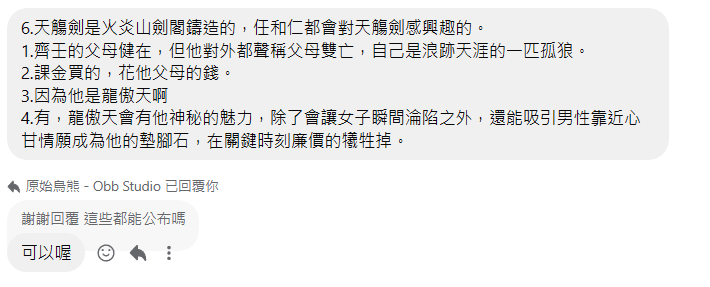 6.天觴劍是火炎山劍閣鑄造的，任和仁都會對天觴劍感興趣的。
1.齊王的父母健在，但他對外都聲稱父母雙亡，自己是浪跡天涯的一匹孤狼。
2.課金買的，花他父母的錢。
3.因為他是龍傲天啊
4.有，龍傲天會有他神秘的魅力，除了會讓女子瞬間淪陷之外，還能吸引男性靠近心
甘情願成為他的墊腳石，在關鍵時刻廉價的犧牲掉。
原始鳥熊 - Obb Studio 已回覆你
謝謝回覆 這些都能公布嗎
可以喔